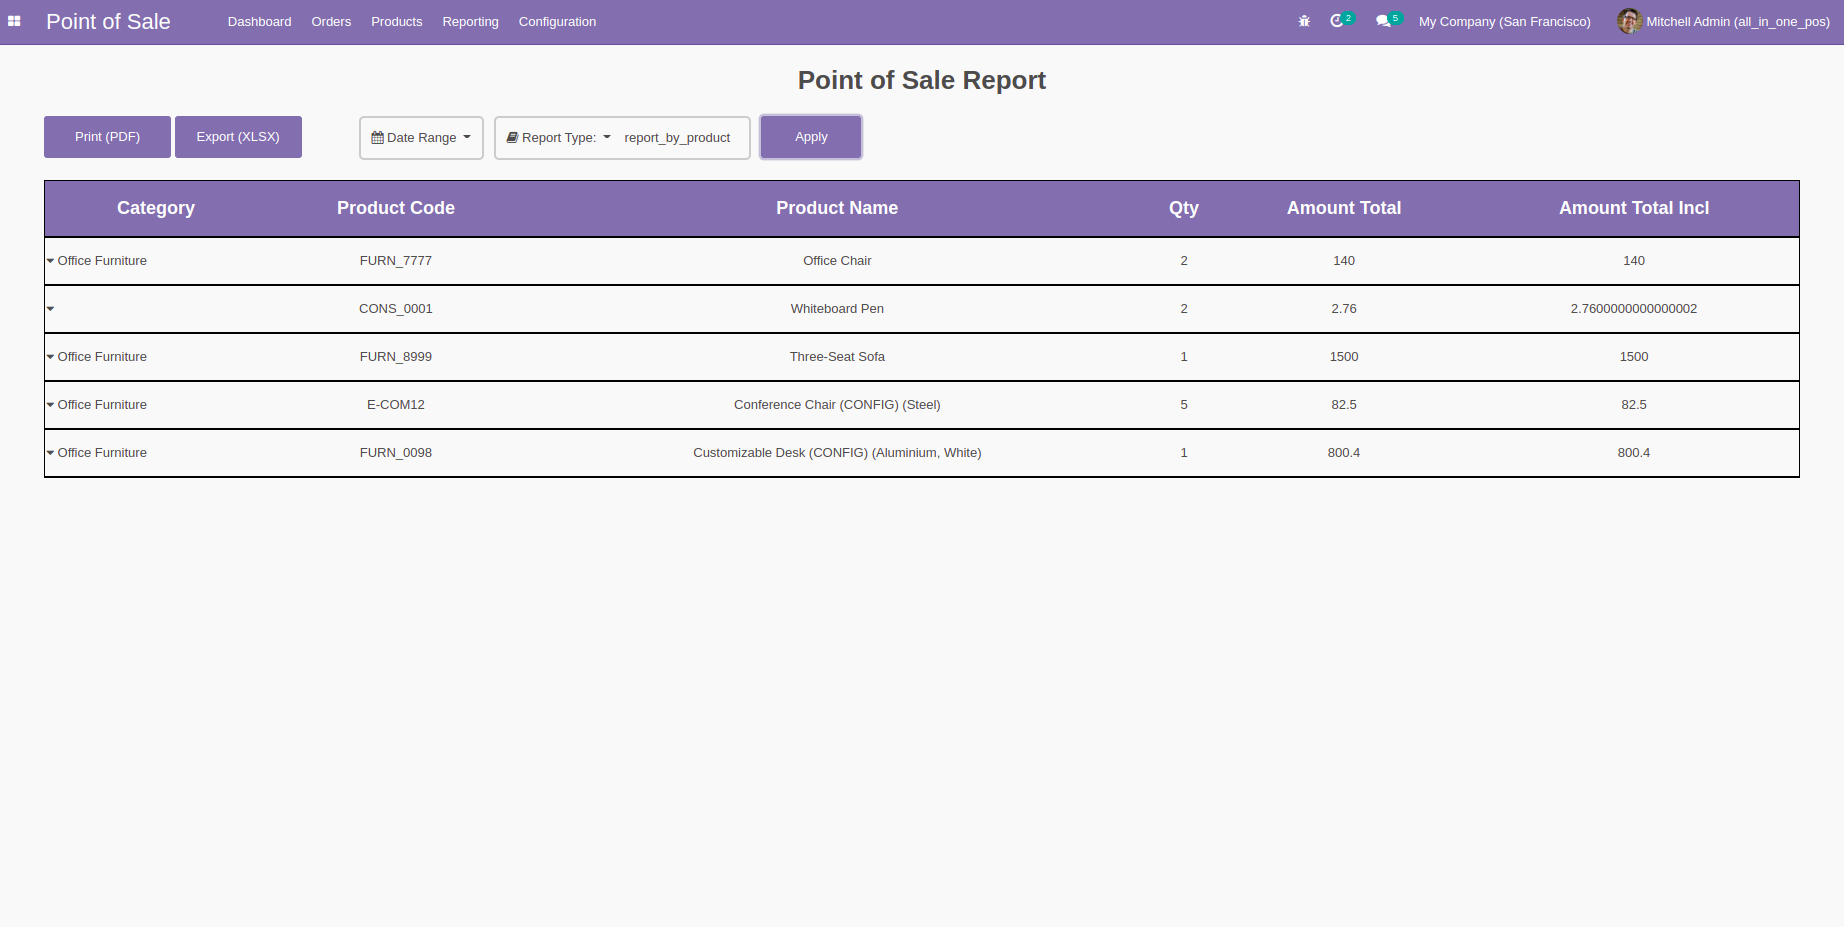 Point of Sale Dashboard Orders Products Reporting Configuration 2 5 My Company (San Francisco) Mitchell Admin (all_in_one_pos)
Point of Sale Report
Print (PDF) Export (XLSX) Date Range Report Type: report_by_product Apply
Category Product Code Product Name Qty Amount Total Amount Total Incl
Office Furniture FURN_7777 Office Chair 2 140 140
CONS_0001 Whiteboard Pen 2 2.76 2.7600000000000002
Office Furniture FURN_8999 Three-Seat Sofa 1 1500 1500
Office Furniture E-COM12 Conference Chair (CONFIG) (Steel) 5 82.5 82.5
Office Furniture FURN_0098 Customizable Desk (CONFIG) (Aluminium, White) 1 800.4 800.4